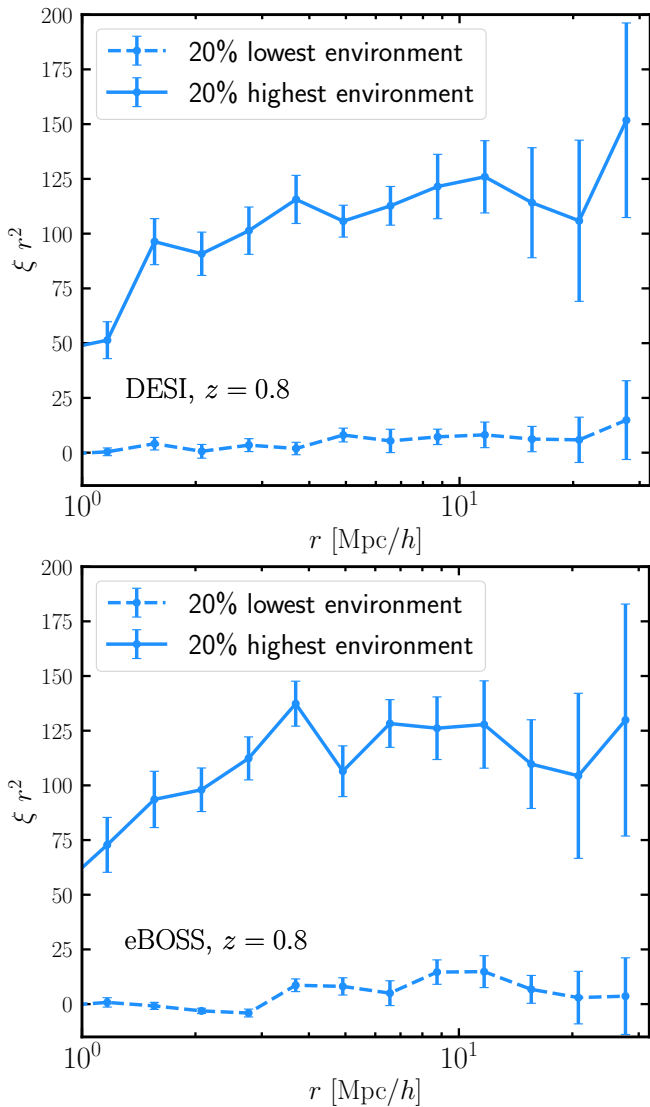 200
20% lowest environment
175
20% highest environment
150
125
100
75
50
25
0
ξ r²
DESI, z = 0.8
10⁰
10¹
r [Mpc/h]
200
20% lowest environment
175
20% highest environment
150
125
100
75
50
25
0
ξ r²
eBOSS, z = 0.8
10⁰
10¹
r [Mpc/h]